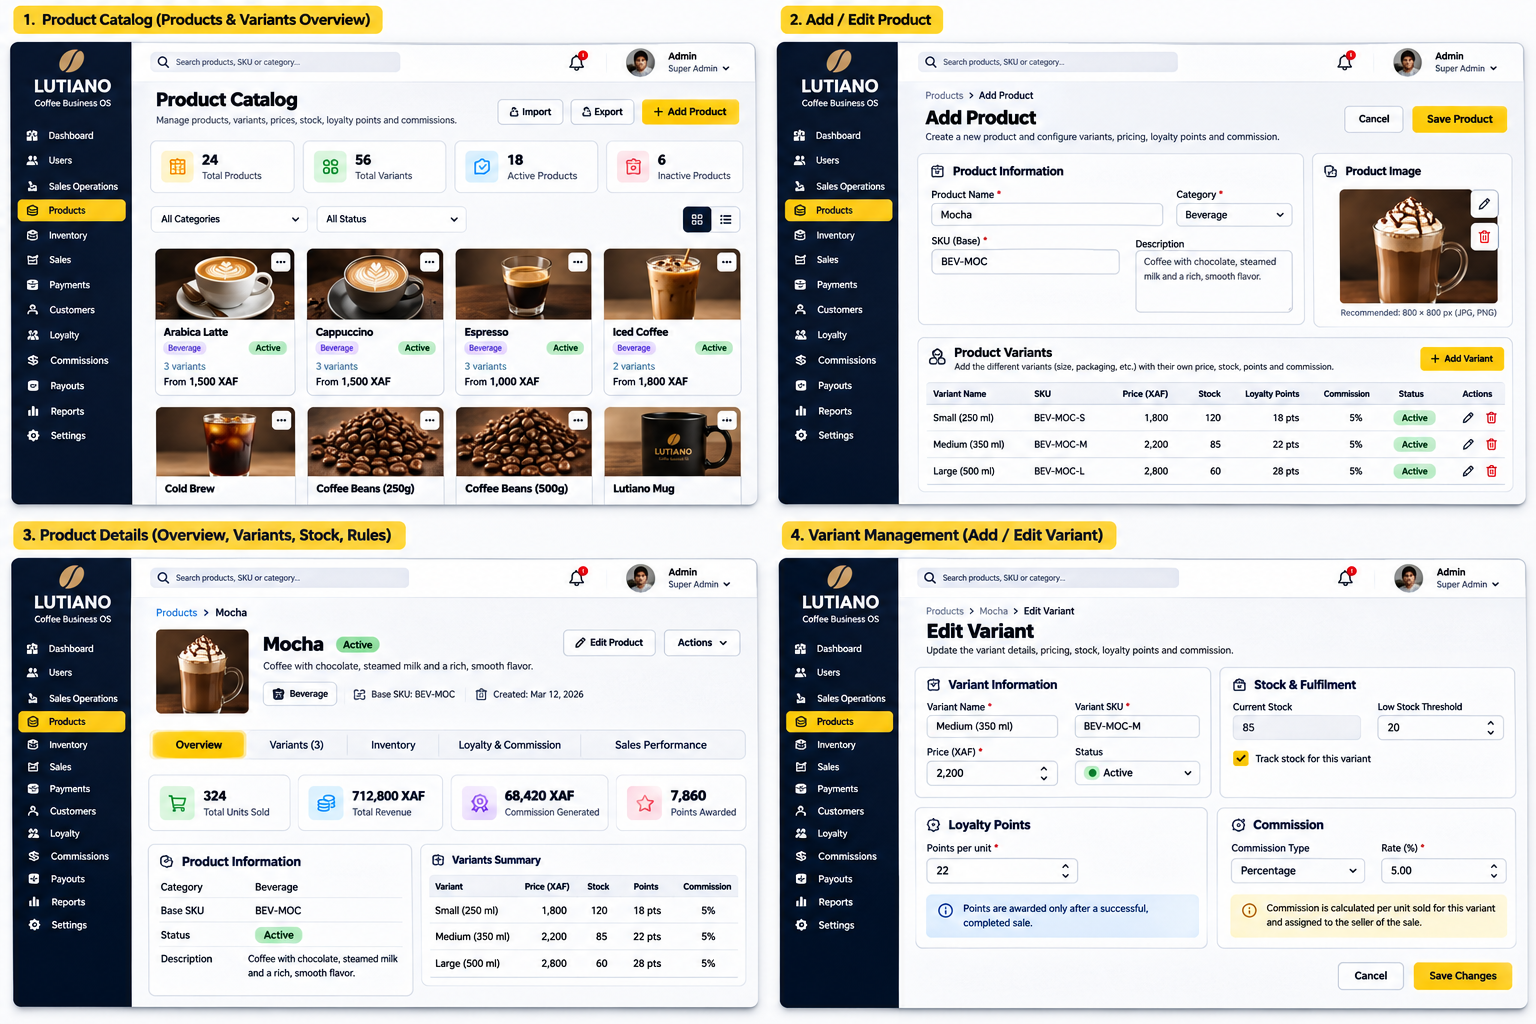 1. Product Catalog (Products & Variants Overview)
LUTIANO
Coffee Business OS
Dashboard
Users
Sales Operations
Products
Inventory
Sales
Payments
Customers
Loyalty
Commissions
Rayouts
Reports
Settings
Search products, SKU or category...
1
Admin
Super Admin
Product Catalog
Manage products, variants, prices, stock, loyalty points and commissions.
Import
Export
+ Add Product
24
Total Products
56
Total Variants
18
Active Products
6
Inactive Products
All Categories
All Status
Arabica Latte
Beverage Active
3 variants
From 1,500 XAF
Cappuccino
Beverage Active
3 variants
From 1,500 XAF
Espresso
Beverage Active
3 variants
From 1,000 XAF
Iced Coffee
Beverage Active
2 variants
From 1,800 XAF
Cold Brew
Coffee Beans (250g)
Coffee Beans (500g)
LUTIANO
Lutiano Mug
2. Add / Edit Product
LUTIANO
Coffee Business OS
Dashboard
Users
Sales Operations
Products
Inventory
Sales
Payments
Customers
Loyalty
Commissions
Payouts
Reports
Settings
Search products, SKU or category...
1
Admin
Super Admin
Products > Add Product
Add Product
Create a new product and configure variants, pricing, loyalty points and commission.
Cancel
Save Product
Product Information
Product Name *
Mocha
Category *
Beverage
SKU (Base) *
BEV-MOC
Description
Coffee with chocolate, steamed
milk and a rich, smooth flavor.
Product Image
Recommended: 800 × 800 px (JPG, PNG)
Product Variants
Add the different variants (size, packaging, etc.) with their own price, stock, points and commission.
+ Add Variant
Variant Name SKU Price (XAF) Stock Loyalty Points Commission Status Actions
Small (250 ml) BEV-MOC-S 1,800 120 18 pts 5% Active
Medium (350 ml) BEV-MOC-M 2,200 85 22 pts 5% Active
Large (500 ml) BEV-MOC-L 2,800 60 28 pts 5% Active
3. Product Details (Overview, Variants, Stock, Rules)
LUTIANO
Coffee Business OS
Dashboard
Users
Sales Operations
Products
Inventory
Sales
Payments
Customers
Loyalty
Commissions
Payouts
Reports
Settings
Search products, SKU or category...
1
Admin
Super Admin
Products > Mocha
Mocha Active
Coffee with chocolate, steamed milk and a rich, smooth flavor.
Beverage
Base SKU: BEV-MOC
Created: Mar 12, 2026
Edit Product
Actions
Overview
Variants (3)
Inventory
Loyalty & Commission
Sales Performance
324
Total Units Sold
712,800 XAF
Total Revenue
68,420 XAF
Commission Generated
7,860
Points Awarded
Product Information
Category Beverage
Base SKU BEV-MOC
Status Active
Description Coffee with chocolate, steamed milk
and a rich, smooth flavor.
Variants Summary
Variant Price (XAF) Stock Points Commission
Small (250 ml) 1,800 120 18 pts 5%
Medium (350 ml) 2,200 85 22 pts 5%
Large (500 ml) 2,800 60 28 pts 5%
4. Variant Management (Add / Edit Variant)
LUTIANO
Coffee Business OS
Dashboard
Users
Sales Operations
Products
Inventory
Sales
Payments
Customers
Loyalty
Commissions
Payouts
Reports
Settings
Search products, SKU or category...
1
Admin
Super Admin
Products > Mocha > Edit Variant
Edit Variant
Update the variant details, pricing, stock, loyalty points and commission.
Variant Information
Variant Name *
Medium (350 ml)
Variant SKU *
BEV-MOC-M
Price (XAF) *
2,200
Status
Active
Stock & Fulfilment
Current Stock
85
Low Stock Threshold
20
Track stock for this variant
Loyalty Points
Points per unit *
22
Points are awarded only after a successful,
completed sale.
Commission
Commission Type
Percentage
Rate (%) *
5.00
Commission is calculated per unit sold for this variant
and assigned to the seller of the sale.
Cancel
Save Changes